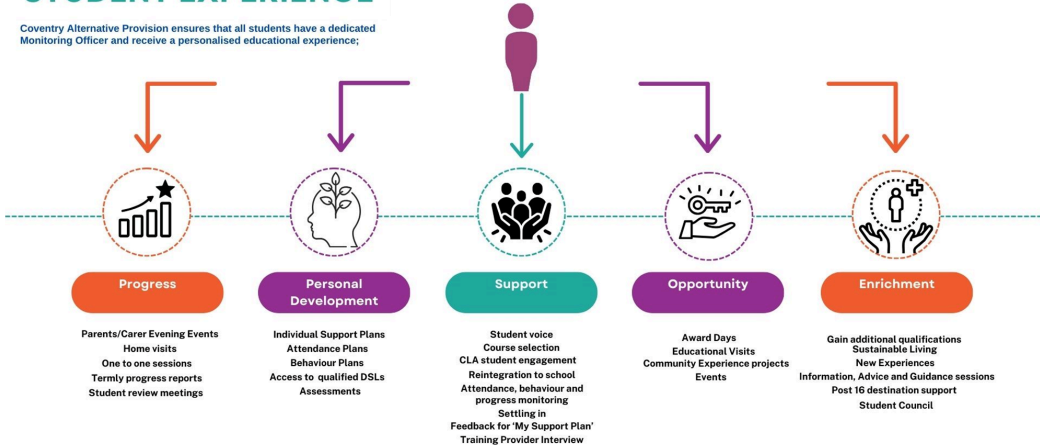 STUDENT EXPERIENCE
Coventry Alternative Provision ensures that all students have a dedicated
Monitoring Officer and receive a personalised educational experience;
Progress
Parents/Carer Evening Events
Home visits
One to one sessions
Termly progress reports
Student review meetings
Personal
Development
Individual Support Plans
Attendance Plans
Behaviour Plans
Access to qualified DSLs
Assessments
Support
Student voice
Course selection
CLA student engagement
Reintegration to school
Attendance, behaviour and
progress monitoring
Settling in
Feedback for ‘My Support Plan’
Training Provider Interview
Opportunity
Award Days
Educational Visits
Community Experience projects
Events
Enrichment
Gain additional qualifications
Sustainable Living
New Experiences
Information, Advice and Guidance sessions
Post 16 destination support
Student Council